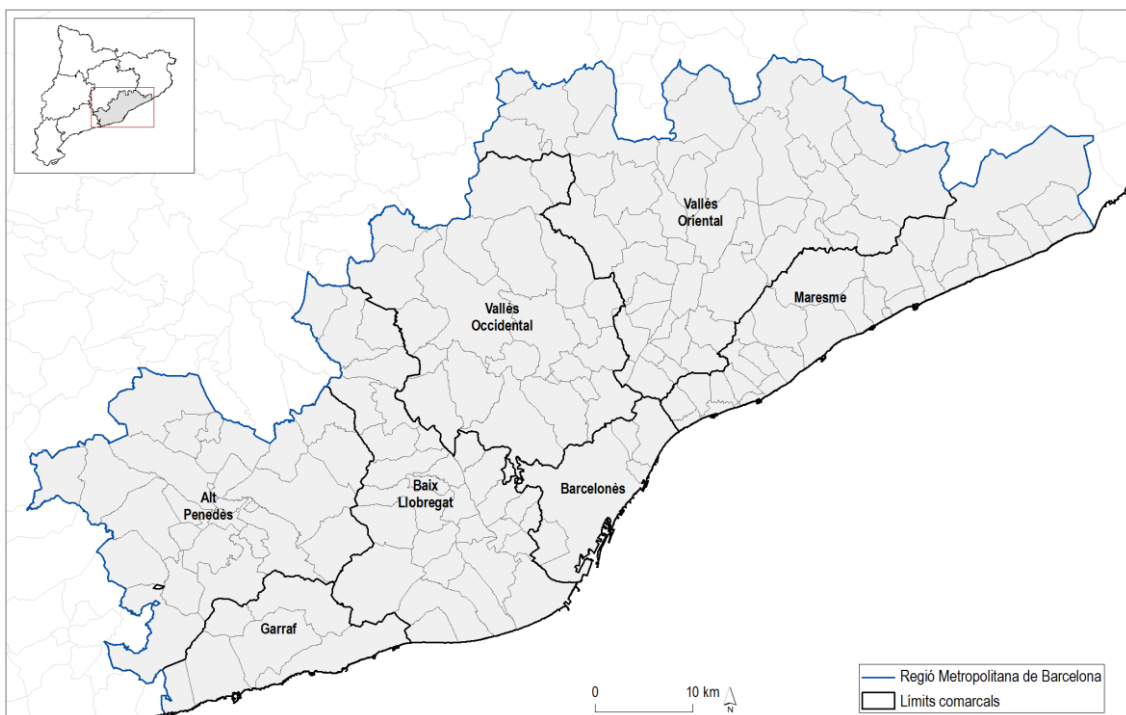 Vallès
Oriental
Maresme
Vallès
Occidental
Baix
Llobregat
Barcelonès
Alt
Penedès
Garraf
0 10 km
N
Regió Metropolitana de Barcelona
Límits comarcals